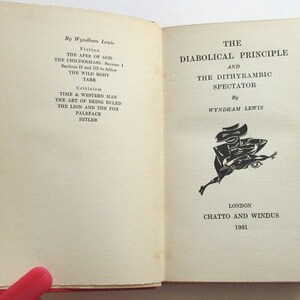 By Wyndham Lewis
Fiction
THE APES OF GOD
THE CHILDERMASS: Section I
Sections II and III to follow
THE WILD BODY
TARR
Criticism
TIME & WESTERN MAN
THE ART OF BEING RULED
THE LION AND THE FOX
PALEFACE
HITLER
THE
DIABOLICAL PRINCIPLE
AND
THE DITHYRAMBIC
SPECTATOR
By
WYNDHAM LEWIS
LONDON
CHATTO AND WINDUS
1931